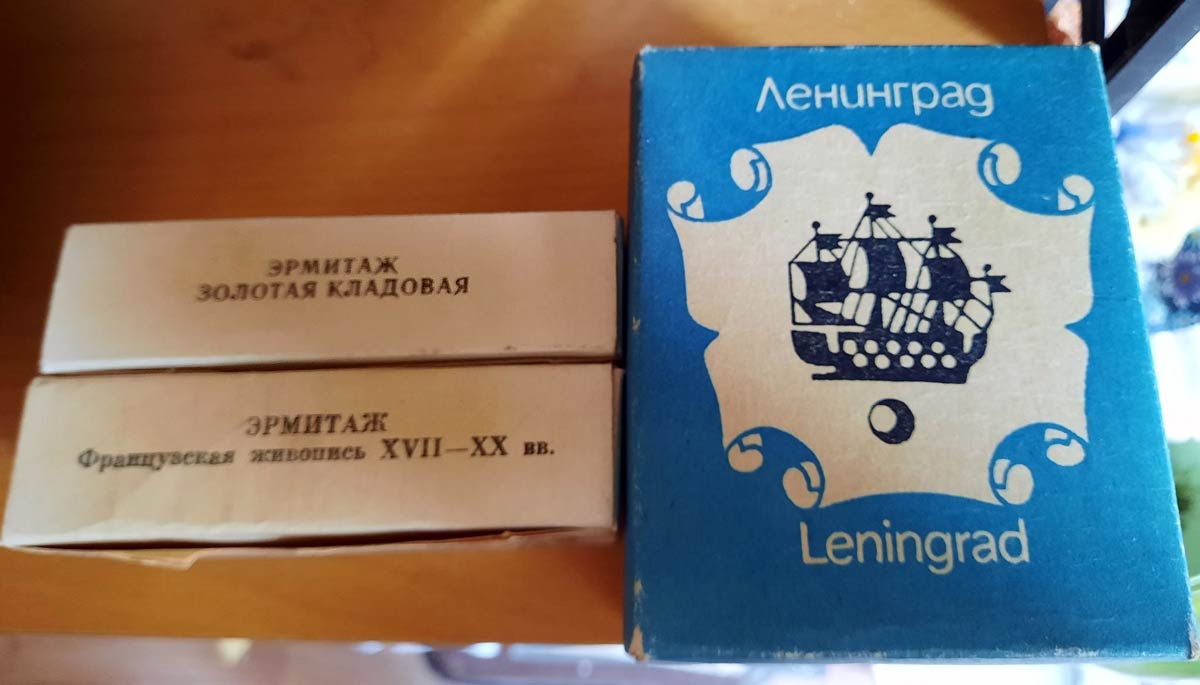 ЭРМИТАЖ
ЗОЛОТАЯ КЛАДОВАЯ
ЭРМИТАЖ
Французская живопись XVII—XX вв.
Ленинград
Leningrad